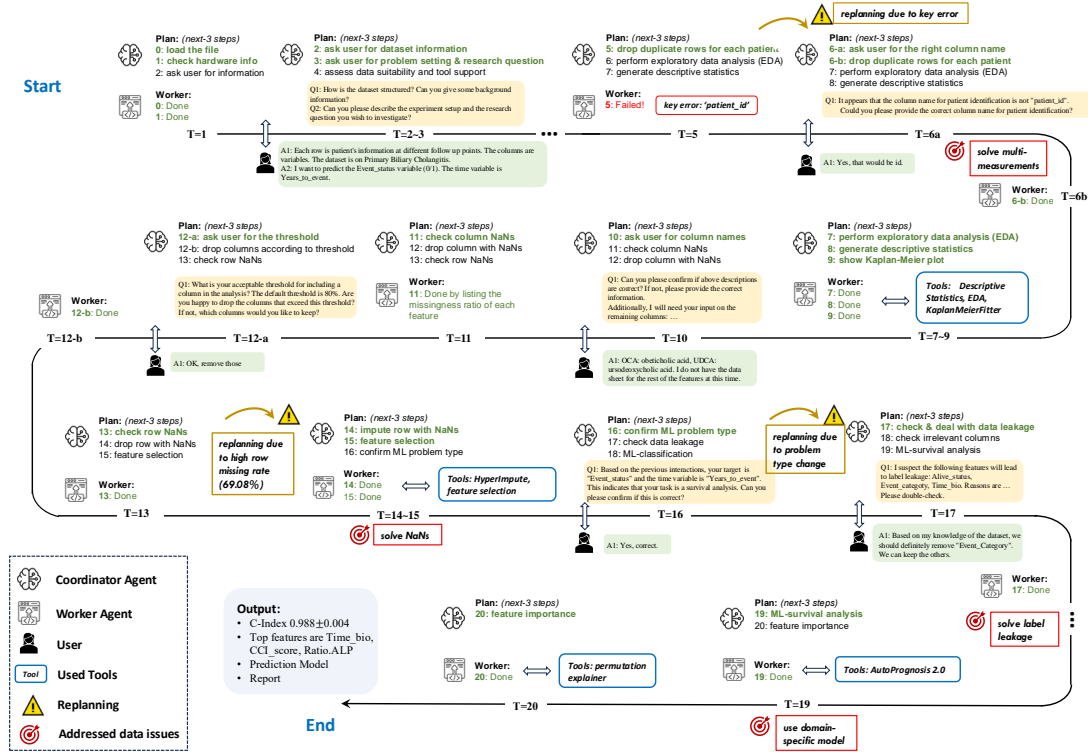 Start
Plan: (next-3 steps)
0: load the file
1: check hardware info
2: ask user for information
Worker:
0: Done
1: Done
T=1
Plan: (next-3 steps)
2: ask user for dataset information
3: ask user for problem setting & research question
4: assess data suitability and tool support
Q1: How is the dataset structured? Can you give some background
information?
Q2: Can you please describe the experiment setup and the research
question you wish to investigate?
T=2~3
A1: Each row is patient's information at different follow up points. The columns are
variables. The dataset is on Primary Biliary Cholangitis.
A2: I want to predict the Event_status variable (0/1). The time variable is
Years_to_event.
...
Plan: (next-3 steps)
5: drop duplicate rows for each patient
6: perform exploratory data analysis (EDA)
7: generate descriptive statistics
Worker:
5: Failed!
key error: 'patient_id'
T=5
replanning due to key error
Plan: (next-3 steps)
6-a: ask user for the right column name
6-b: drop duplicate rows for each patient
7: perform exploratory data analysis (EDA)
8: generate descriptive statistics
Q1: It appears that the column name for patient identification is not "patient_id".
Could you please provide the correct column name for patient identification?
T=6a
A1: Yes, that would be id.
solve multi-
measurements
Worker:
6-b: Done
T=6b
Plan: (next-3 steps)
7: perform exploratory data analysis (EDA)
8: generate descriptive statistics
9: show Kaplan-Meier plot
Worker:
7: Done
8: Done
9: Done
Tools: Descriptive
Statistics, EDA,
KaplanMeierFitter
T=7~9
Plan: (next-3 steps)
10: ask user for column names
11: check column NaNs
12: drop column with NaNs
Q1: Can you please confirm if above descriptions
are correct? If not, please provide the correct
information.
Additionally, I will need your input on the
remaining columns: …
T=10
A1: OCA: obeticholic acid, UDCA:
ursodeoxycholic acid. I do not have the data
sheet for the rest of the features at this time.
Plan: (next-3 steps)
11: check column NaNs
12: drop column with NaNs
13: check row NaNs
Worker:
11: Done by listing the
missingness ratio of each
feature
T=11
Plan: (next-3 steps)
12-a: ask user for the threshold
12-b: drop columns according to threshold
13: check row NaNs
Q1: What is your acceptable threshold for including a
column in the analysis? The default threshold is 80%. Are
you happy to drop the columns that exceed this threshold?
If not, which columns would you like to keep?
T=12-a
A1: OK, remove those
Worker:
12-b: Done
T=12-b
Plan: (next-3 steps)
13: check row NaNs
14: drop row with NaNs
15: feature selection
Worker:
13: Done
T=13
replanning due
to high row
missing rate
(69.08%)
Plan: (next-3 steps)
14: impute row with NaNs
15: feature selection
16: confirm ML problem type
Worker:
14: Done
15: Done
Tools: HyperImpute,
feature selection
T=14~15
solve NaNs
Plan: (next-3 steps)
16: confirm ML problem type
17: check data leakage
18: ML-classification
Q1: Based on the previous interactions, your target is
"Event_status" and the time variable is "Years_to_event".
This indicates that your task is a survival analysis. Can you
please confirm if this is correct?
T=16
A1: Yes, correct.
replanning due
to problem
type change
Plan: (next-3 steps)
17: check & deal with data leakage
18: check irrelevant columns
19: ML-survival analysis
Q1: I suspect the following features will lead
to label leakage: Alive_status,
Event_categoty, Time_bio. Reasons are …
Please double-check.
T=17
A1: Based on my knowledge of the dataset, we
should definitely remove "Event_Category".
We can keep the others.
Worker:
17: Done
solve label
leakage
Plan: (next-3 steps)
19: ML-survival analysis
20: feature importance
Worker:
19: Done
Tools: AutoPrognosis 2.0
T=19
use domain-
specific model
Plan: (next-3 steps)
20: feature importance
Worker:
20: Done
Tools: permutation
explainer
T=20
Output:
• C-Index 0.988±0.004
• Top features are Time_bio,
CCI_score, Ratio.ALP
• Prediction Model
• Report
End
Coordinator Agent
Worker Agent
User
Tool Used Tools
Replanning
Addressed data issues